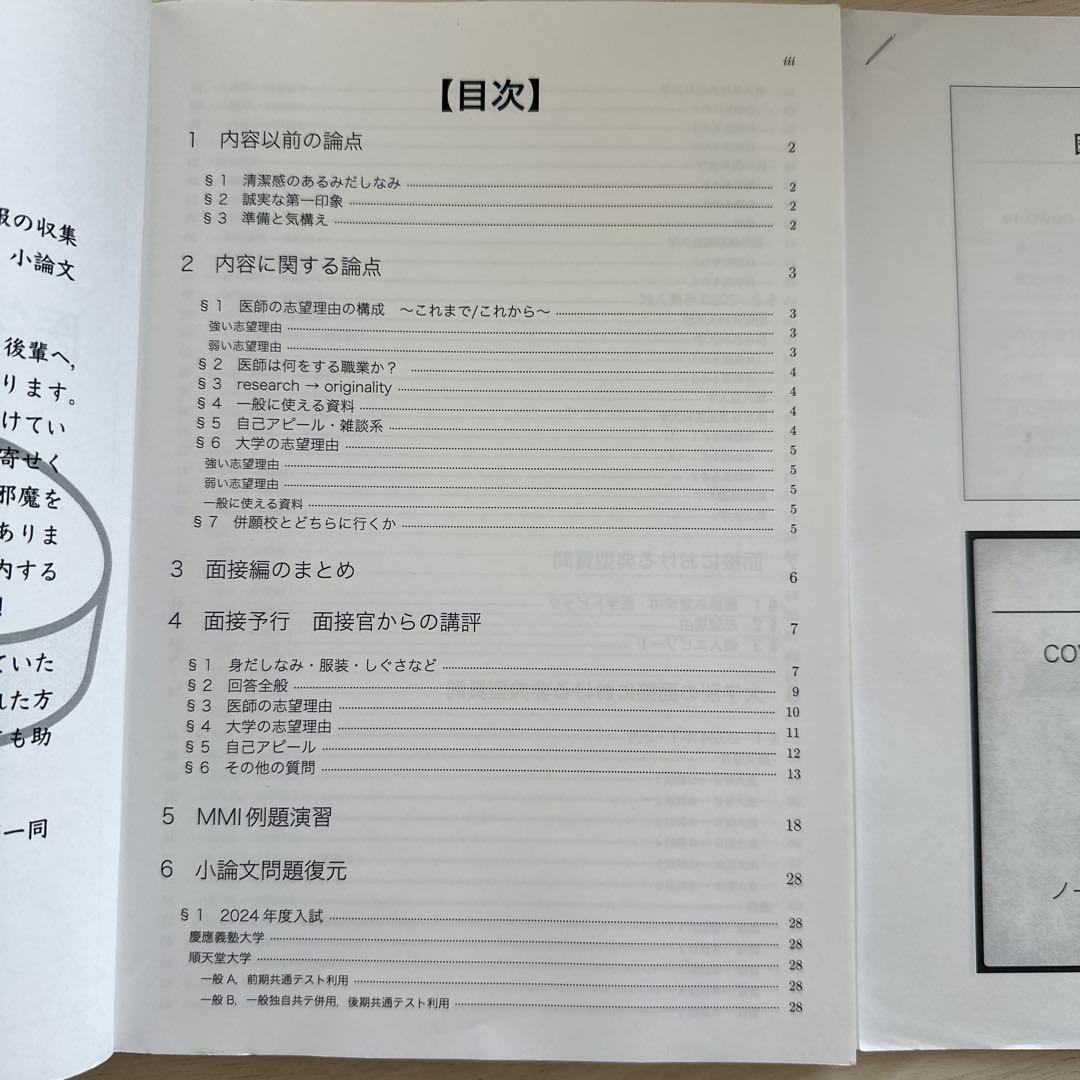 報の収集
小論文
後輩へ,
ります。
けてい
寄せく
邪魔を
ありま
内する
!
ていた
れた方
も助
一同
iii
【目次】
1 内容以前の論点 2
§1 清潔感のあるみだしなみ 2
§2 誠実な第一印象 2
§3 準備と気構え 2
2 内容に関する論点 3
§1 医師の志望理由の構成 〜これまで/これから〜 3
強い志望理由 3
弱い志望理由 3
§2 医師は何をする職業か? 4
§3 research → originality 4
§4 一般に使える資料 4
§5 自己アピール・雑談系 4
§6 大学の志望理由 5
強い志望理由 5
弱い志望理由 5
一般に使える資料 5
§7 併願校とどちらに行くか 5
3 面接編のまとめ 6
4 面接予行 面接官からの講評 7
§1 身だしなみ・服装・しぐさなど 7
§2 回答全般 9
§3 医師の志望理由 10
§4 大学の志望理由 11
§5 自己アピール 12
§6 その他の質問 13
5 MMI例題演習 18
6 小論文問題復元 28
§1 2024年度入試 28
慶應義塾大学 28
順天堂大学 28
一般A, 前期共通テスト利用 28
一般B, 一般独自共テ併用, 後期共通テスト利用 28
COV
ノー